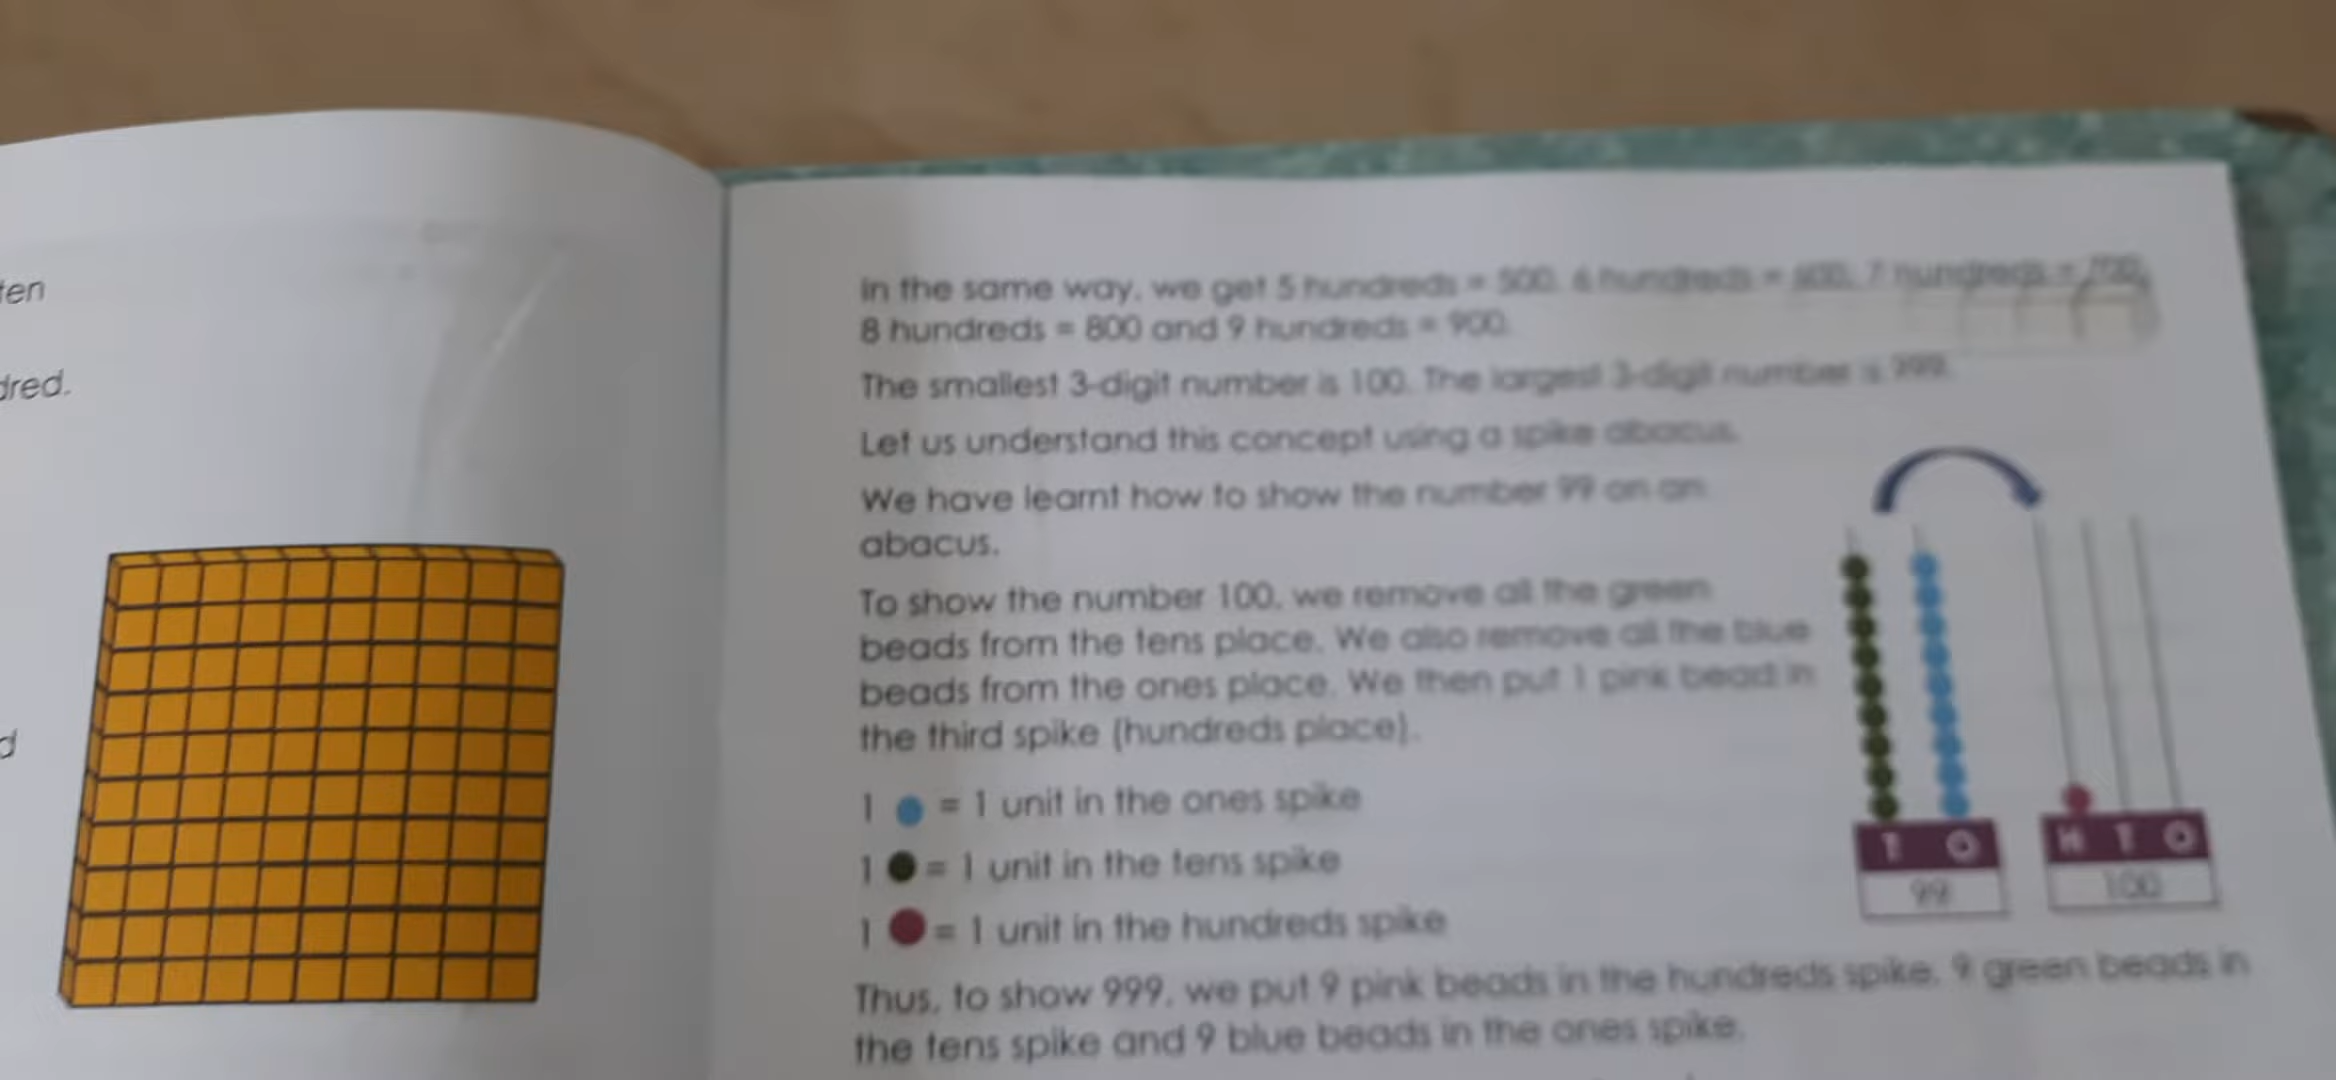 ten
dred.
d
In the same way, we get 5 hundreds = 500, 6 hundreds = 600, 7 hundreds = 700,
8 hundreds = 800 and 9 hundreds = 900.
The smallest 3-digit number is 100. The largest 3-digit number is 999.
Let us understand this concept using a spike abacus.
We have learnt how to show the number 99 on an
abacus.
To show the number 100, we remove all the green
beads from the tens place. We also remove all the blue
beads from the ones place. We then put 1 pink bead in
the third spike (hundreds place).
1 = 1 unit in the ones spike
1 = 1 unit in the tens spike
1 = 1 unit in the hundreds spike
T O
99
H T O
100
Thus, to show 999, we put 9 pink beads in the hundreds spike, 9 green beads in
the tens spike and 9 blue beads in the ones spike.